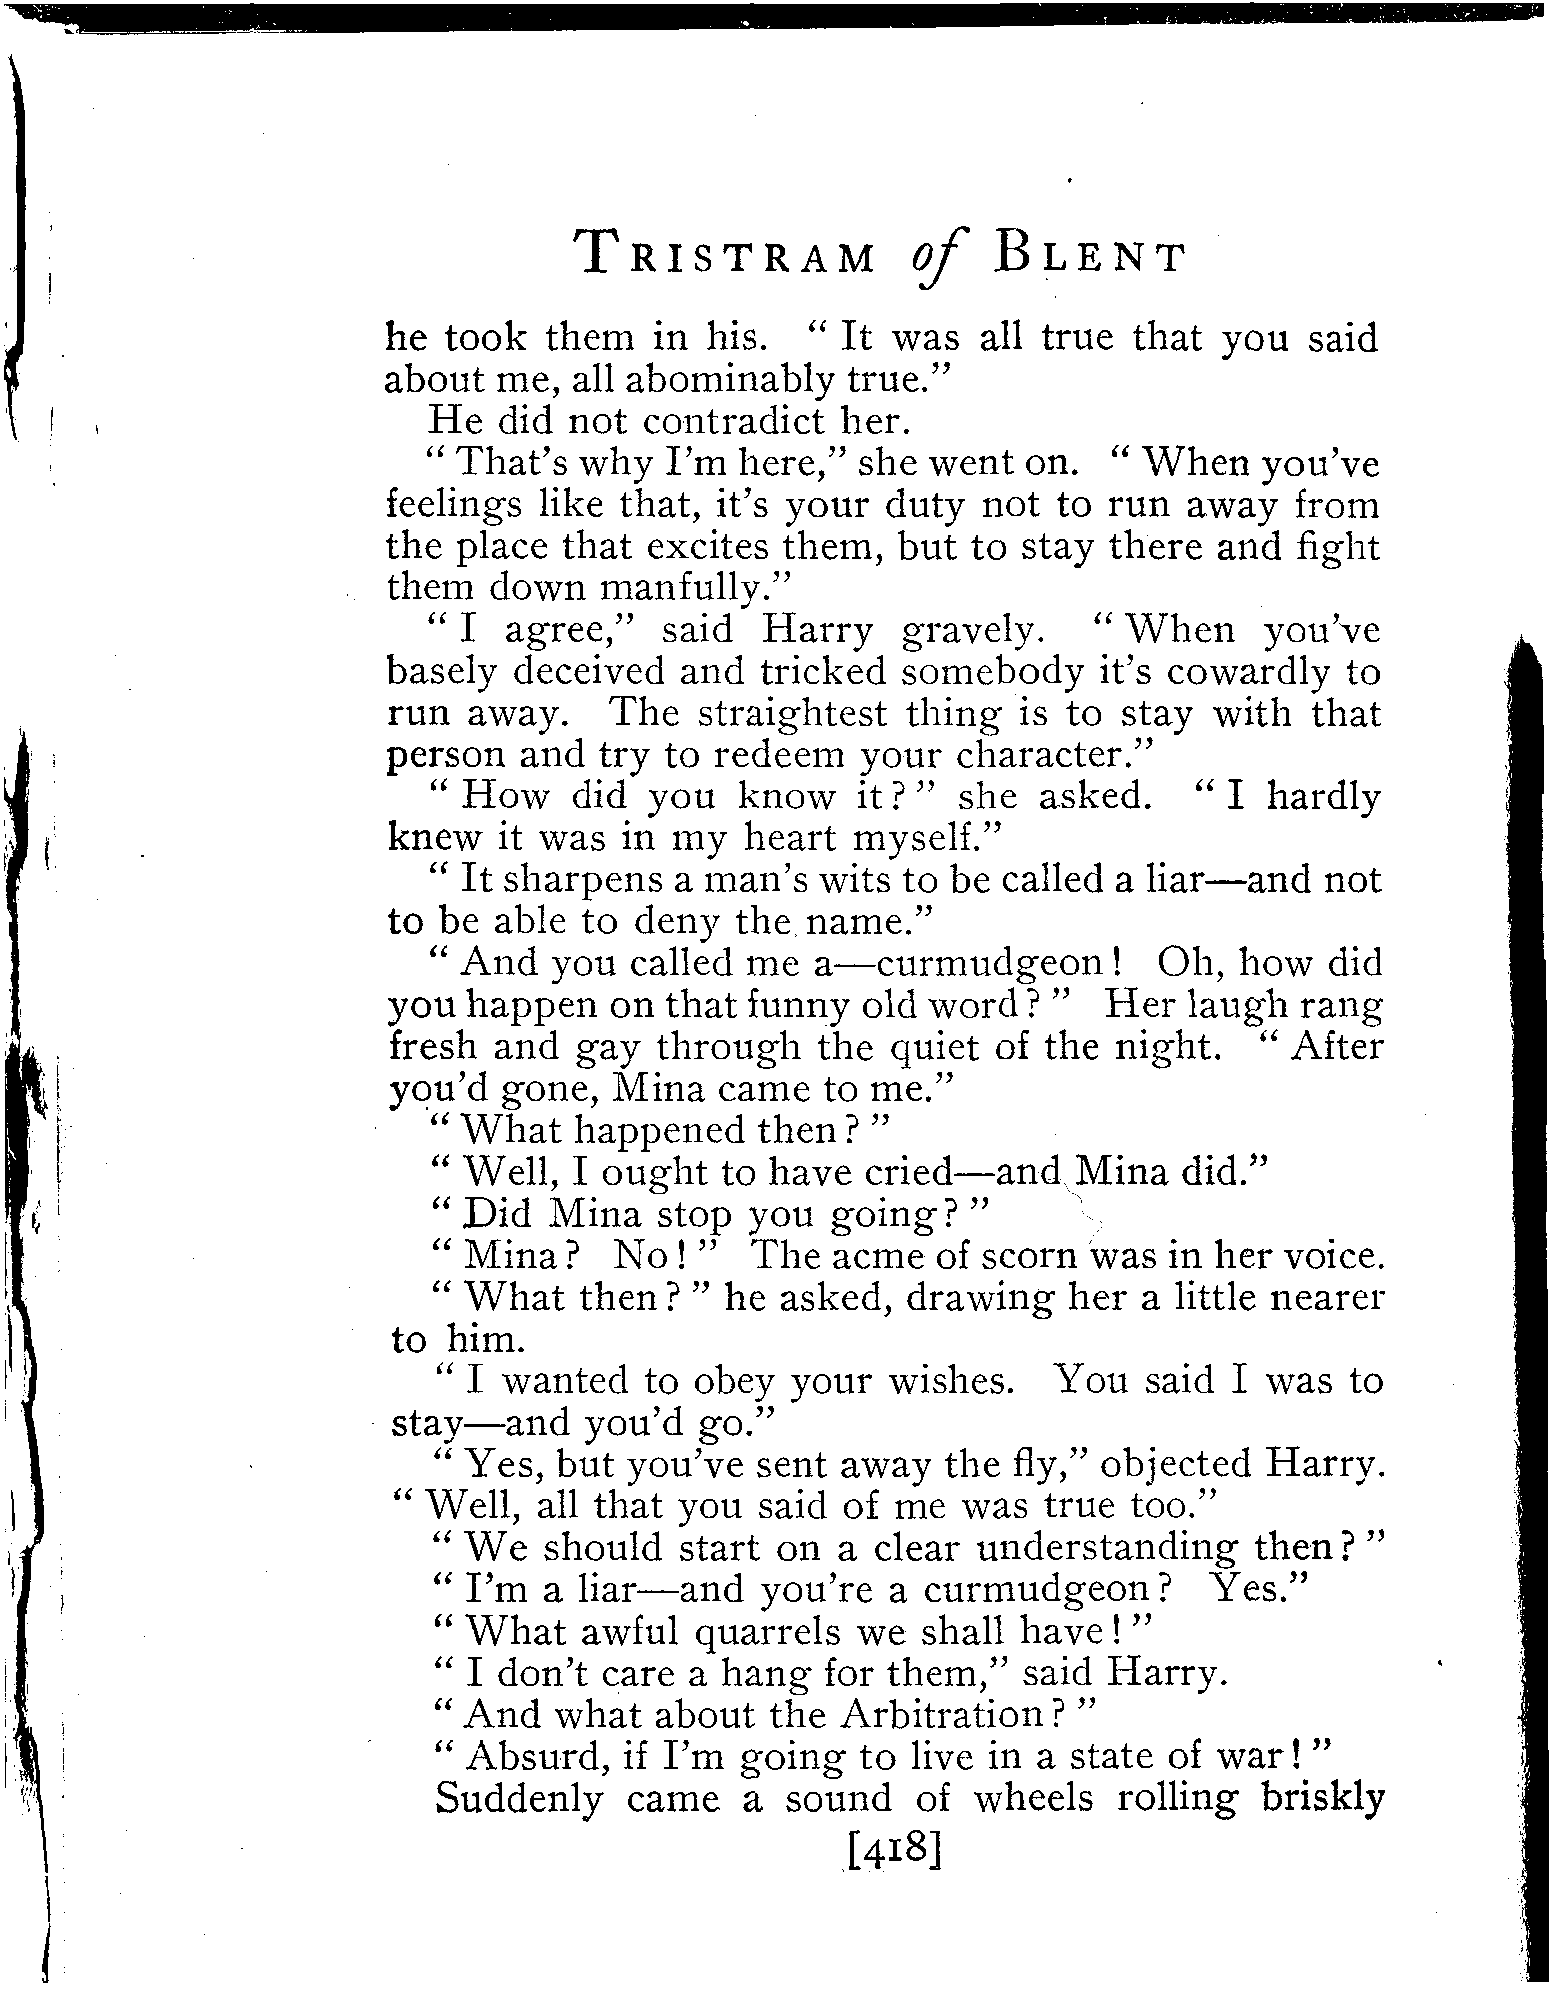 TRISTRAM of BLENT
he took them in his. “ It was all true that you said
about me, all abominably true.”
He did not contradict her.
“ That's why I'm here,” she went on. “ When you've
feelings like that, it's your duty not to run away from
the place that excites them, but to stay there and fight
them down manfully.”
“ I agree,” said Harry gravely. “ When you've
basely deceived and tricked somebody it's cowardly to
run away. The straightest thing is to stay with that
person and try to redeem your character.”
“ How did you know it? ” she asked. “ I hardly
knew it was in my heart myself.”
“ It sharpens a man's wits to be called a liar—and not
to be able to deny the name.”
“ And you called me a—curmudgeon! Oh, how did
you happen on that funny old word? ” Her laugh rang
fresh and gay through the quiet of the night. “ After
you'd gone, Mina came to me.”
“ What happened then? ”
“ Well, I ought to have cried—and Mina did.”
“ Did Mina stop you going? ”
“ Mina? No! ” The acme of scorn was in her voice.
“ What then? ” he asked, drawing her a little nearer
to him.
“ I wanted to obey your wishes. You said I was to
stay—and you'd go.”
“ Yes, but you've sent away the fly,” objected Harry.
“ Well, all that you said of me was true too.”
“ We should start on a clear understanding then? ”
“ I'm a liar—and you're a curmudgeon? Yes.”
“ What awful quarrels we shall have! ”
“ I don't care a hang for them,” said Harry.
“ And what about the Arbitration? ”
“ Absurd, if I'm going to live in a state of war! ”
Suddenly came a sound of wheels rolling briskly
[418]